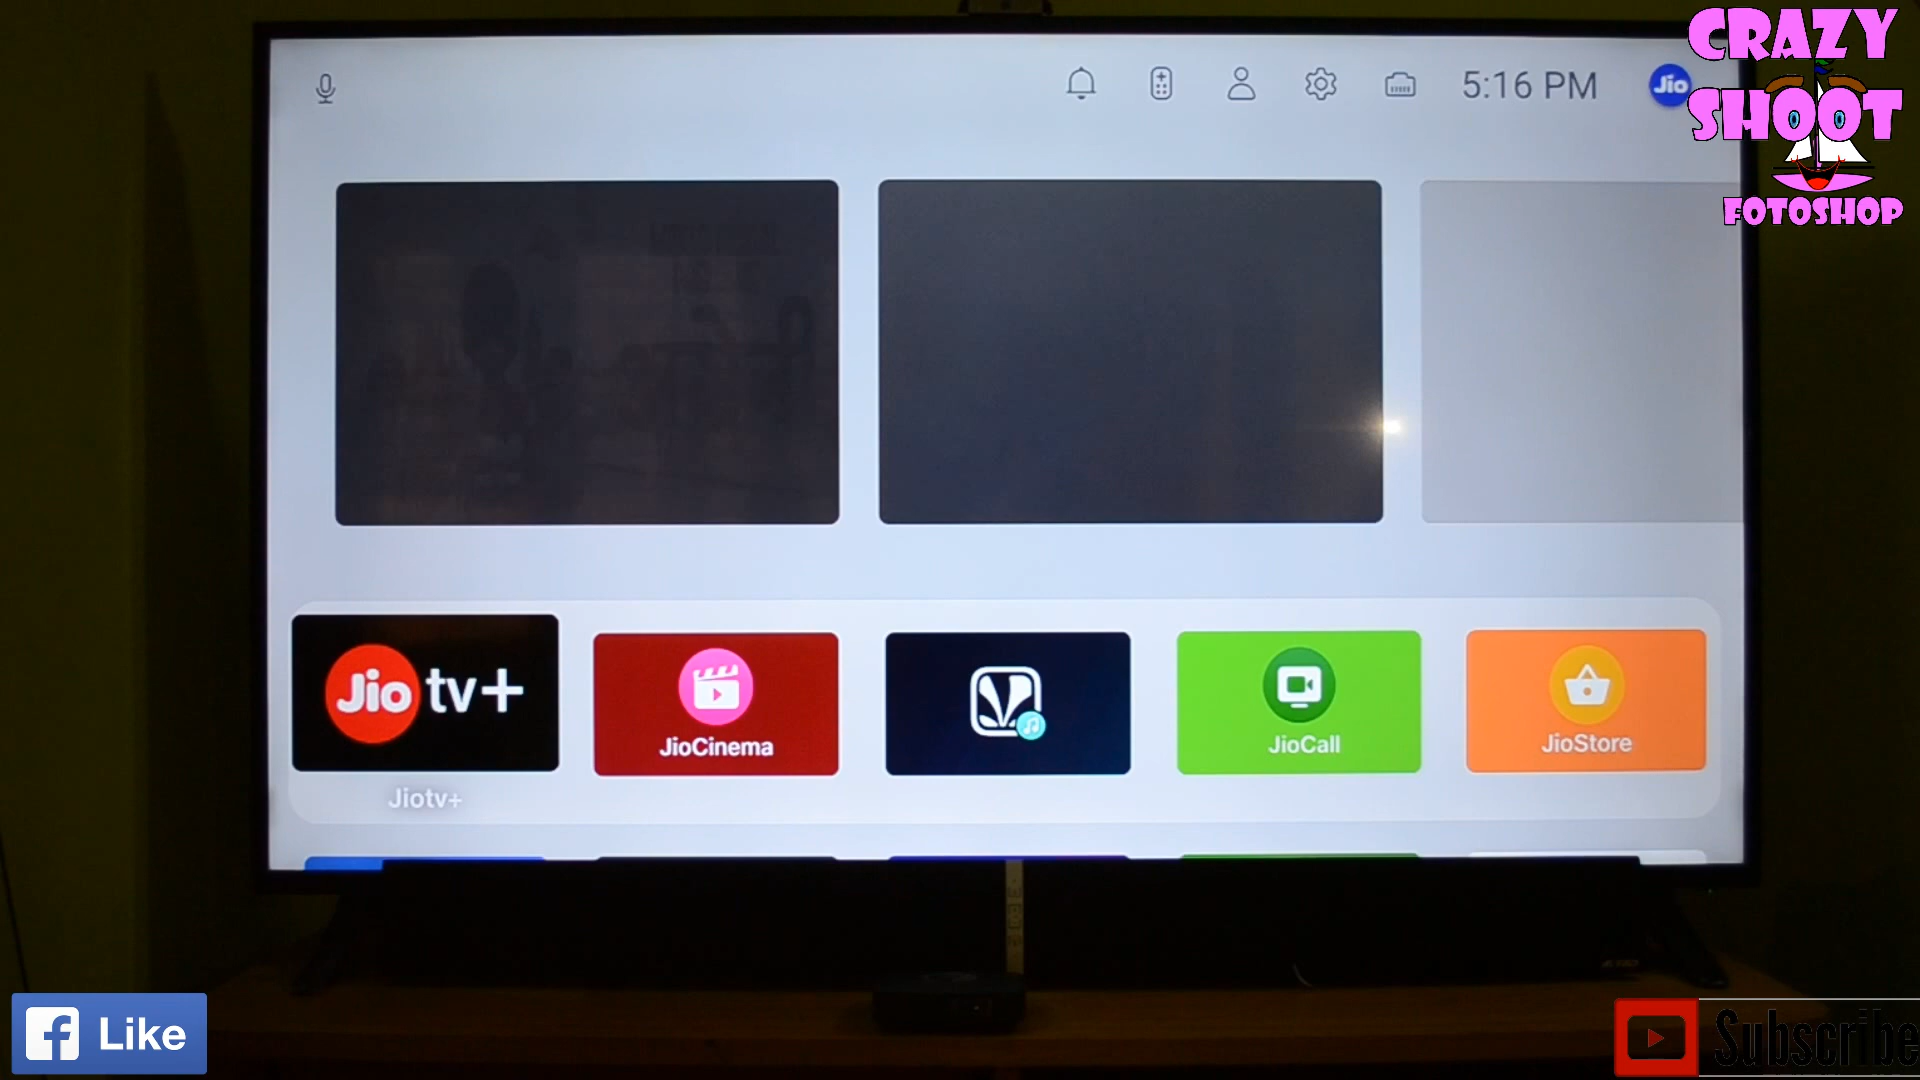 5:16 PM
Jio
CRAZY
SHOOT
FOTOSHOP
Jio tv+
JioCinema
JioCall
JioStore
Jiotv+
Like
Subscribe